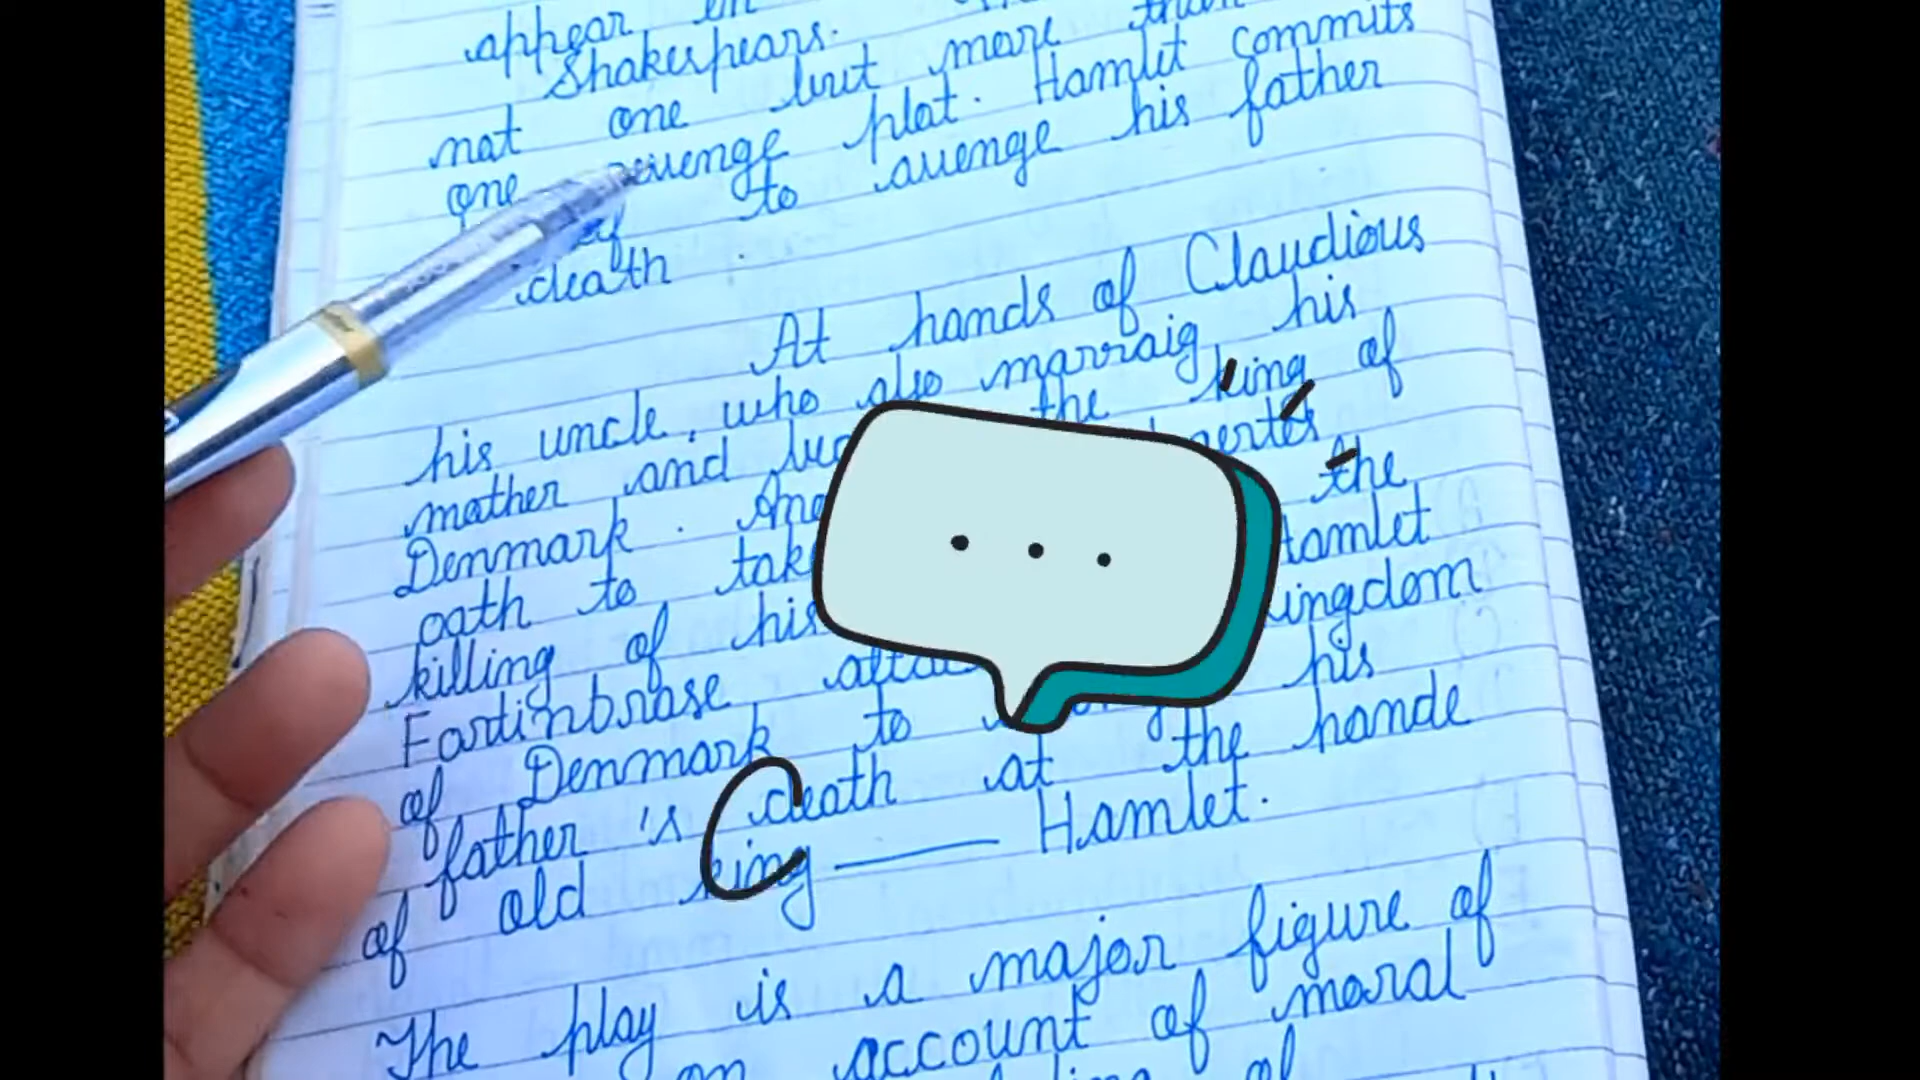 appear in
Shakespears.
not one but more than
one revenge plot. Hamlet commits
to avenge his father
death
At hands of Claudious
his uncle, who also marraig his
mother and the king of
Denmark. 
oath to the
killing of his Hamlet
Fortinbrase kingdom
of Denmark to his
father's death at the hande
of old king — Hamlet.
The play is a major figure of
on account of moral
of